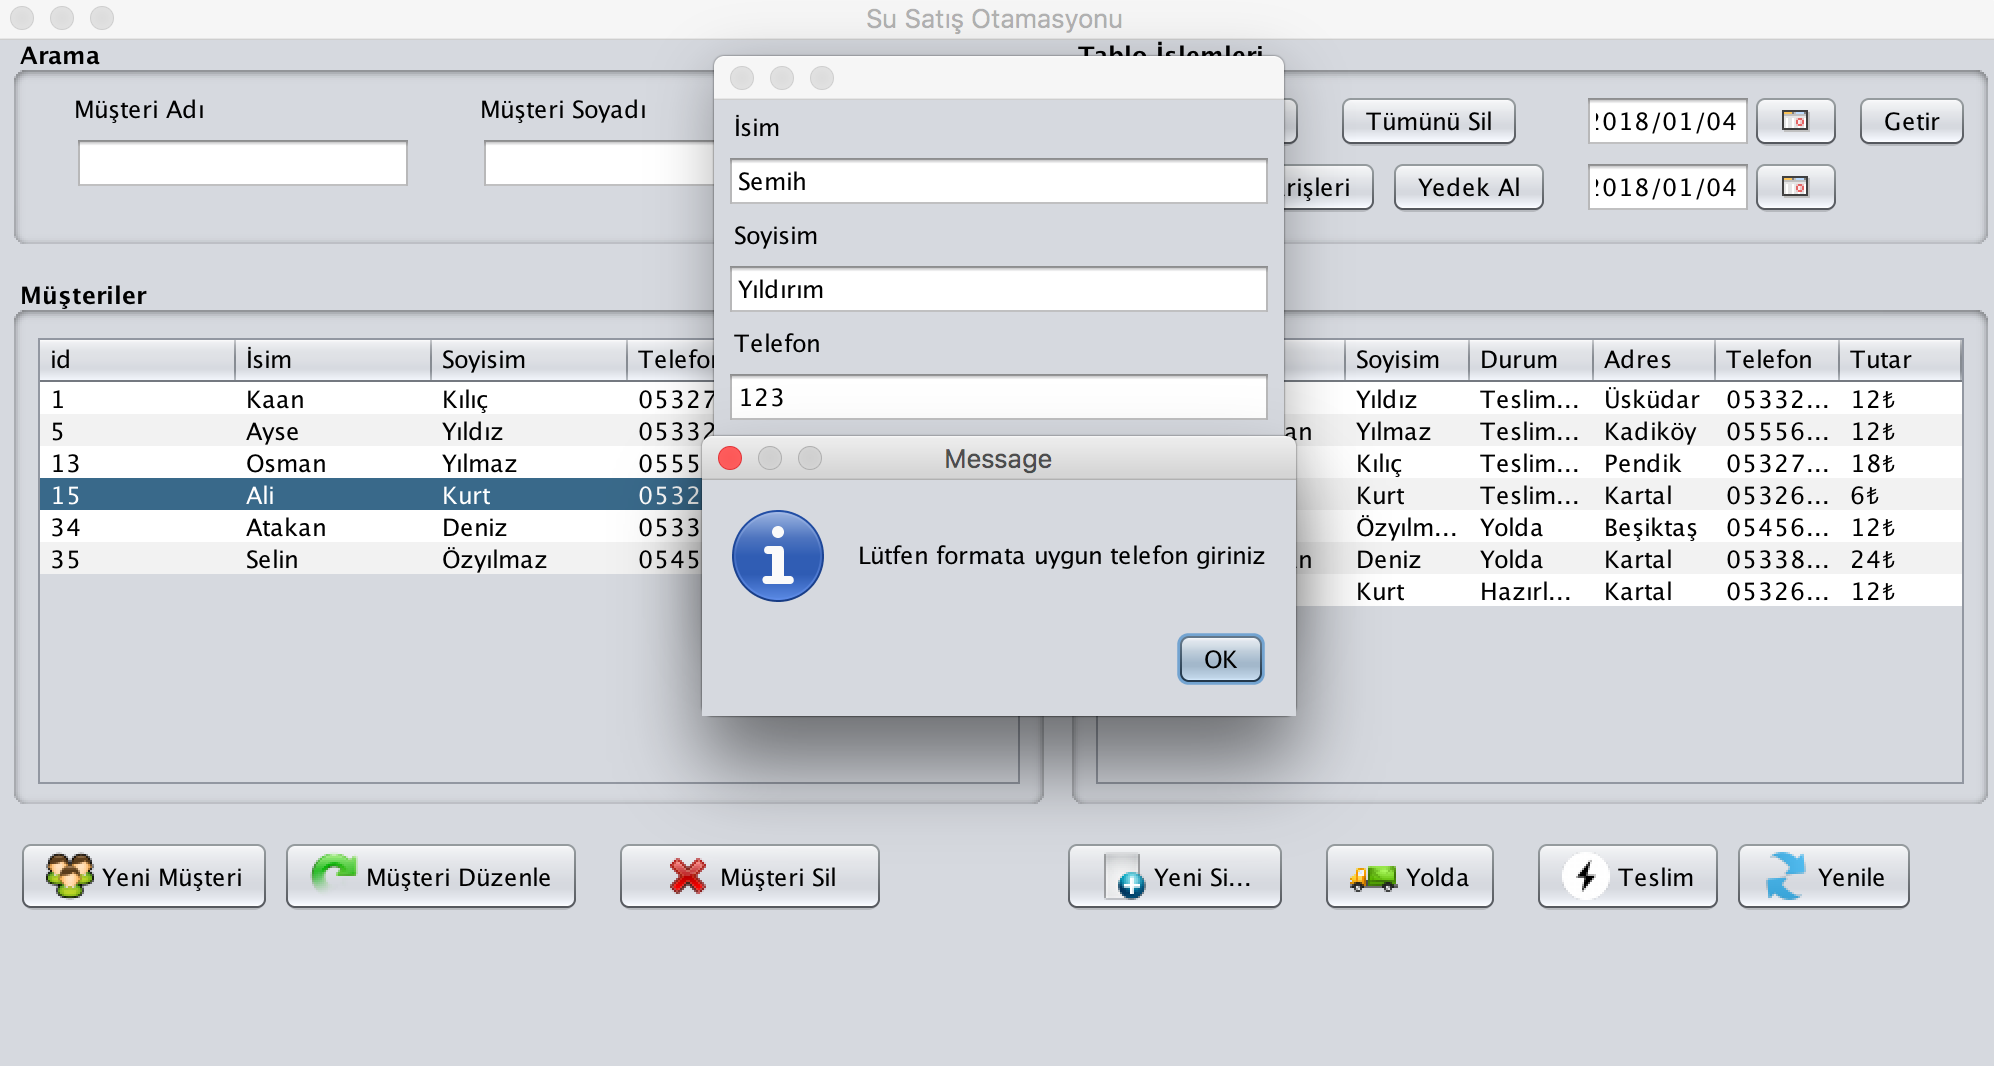 Su Satış Otamasyonu
Arama
Müşteri Adı
Müşteri Soyadı
Tablo İşlemleri
Tümünü Sil
2018/01/04
Getir
Yedek Al
2018/01/04
İsim
Semih
Soyisim
Yıldırım
Telefon
123
Message
Lütfen formata uygun telefon giriniz
OK
Müşteriler
id İsim Soyisim Telefon
1 Kaan Kılıç 05327
5 Ayse Yıldız 05332
13 Osman Yılmaz 0555
15 Ali Kurt 0532
34 Atakan Deniz 0533
35 Selin Özyılmaz 0545
Soyisim Durum Adres Telefon Tutar
Yıldız Teslim... Üsküdar 05332... 12₺
Yılmaz Teslim... Kadiköy 05556... 12₺
Kılıç Teslim... Pendik 05327... 18₺
Kurt Teslim... Kartal 05326... 6₺
Özyılm... Yolda Beşiktaş 05456... 12₺
Deniz Yolda Kartal 05338... 24₺
Kurt Hazırl... Kartal 05326... 12₺
Yeni Müşteri
Müşteri Düzenle
Müşteri Sil
Yeni Si...
Yolda
Teslim
Yenile